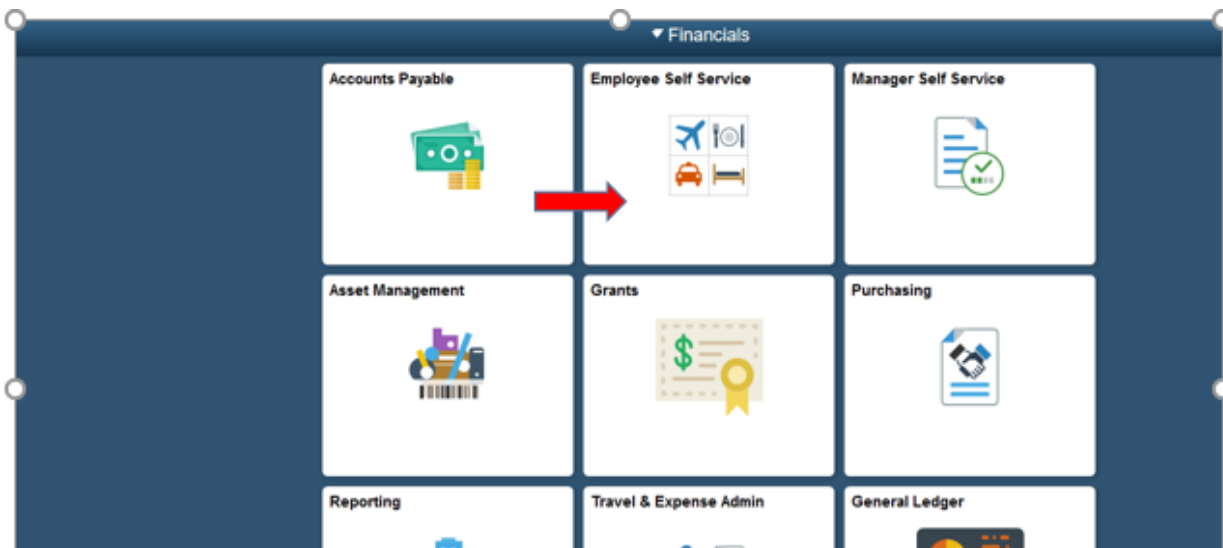 Financials
Accounts Payable
Employee Self Service
Manager Self Service
$
Asset Management
Grants
Purchasing
Reporting
Travel & Expense Admin
General Ledger